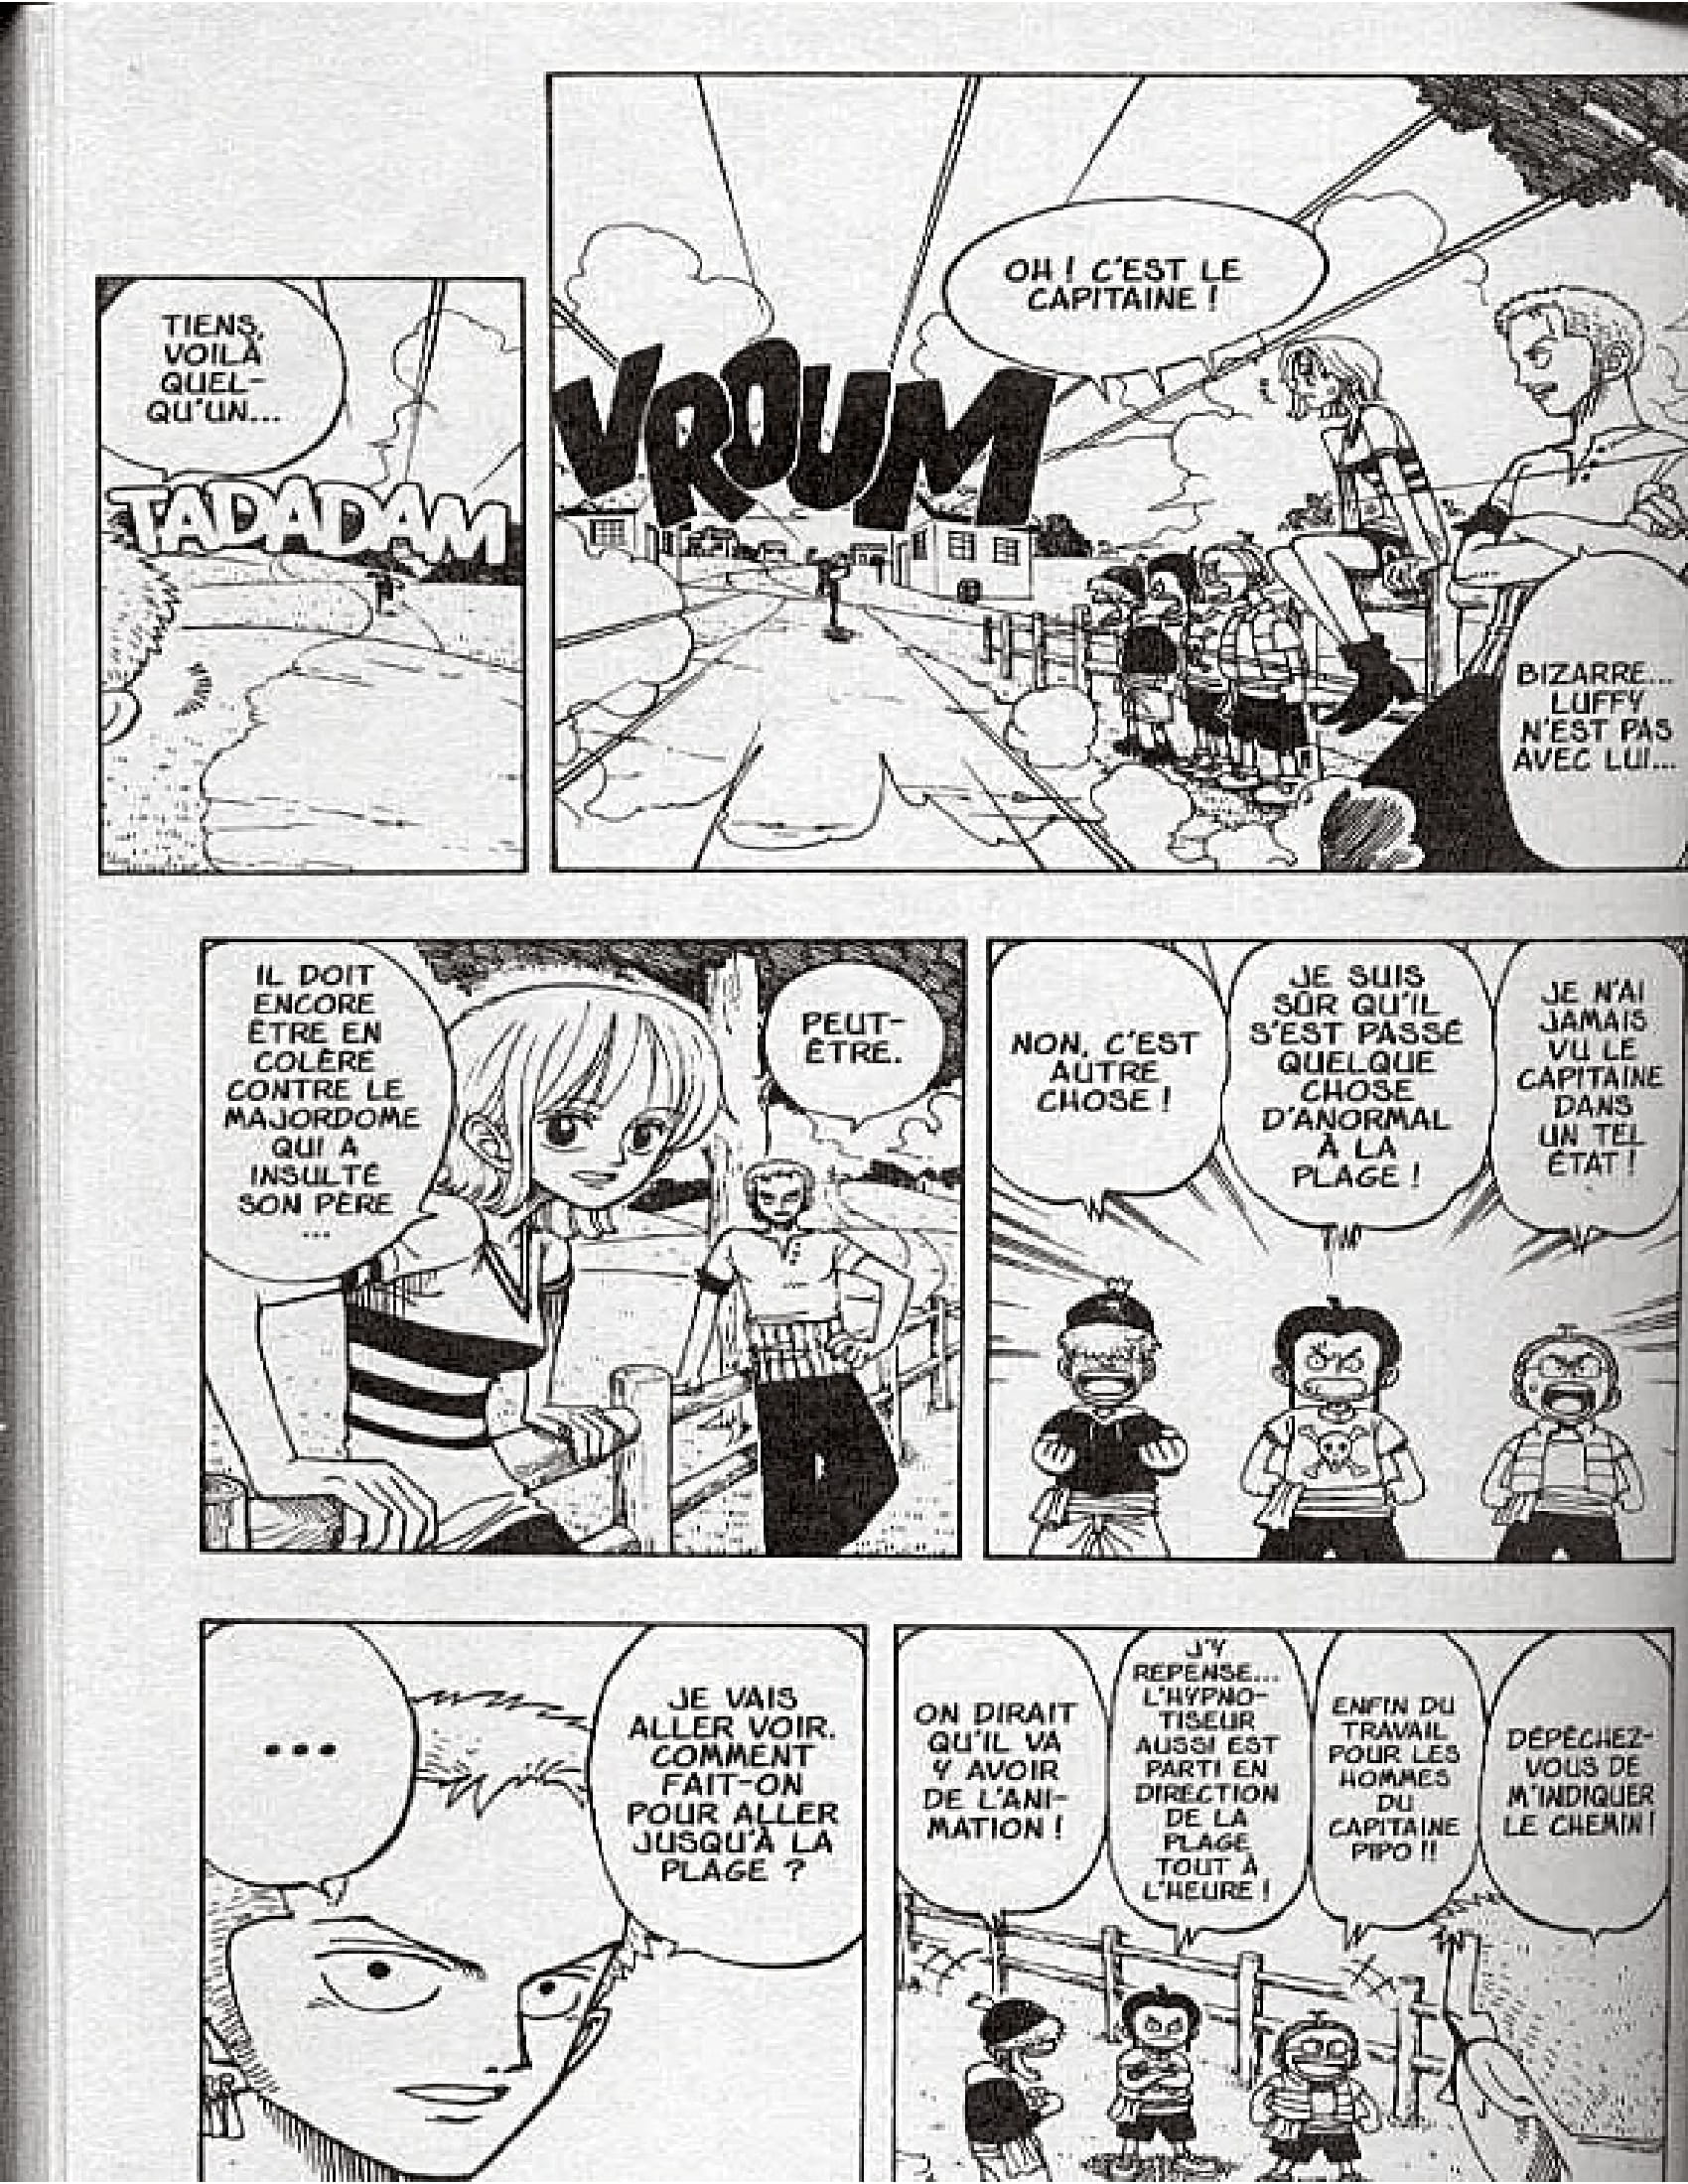 TIENS,
VOILÀ
QUEL-
QU'UN...
TADADAM
VROUM
OH ! C'EST LE
CAPITAINE !
BIZARRE...
LUFFY
N'EST PAS
AVEC LUI...
IL DOIT
ENCORE
ÊTRE EN
COLÈRE
CONTRE LE
MAJORDOME
QUI A
INSULTÉ
SON PÈRE
...
PEUT-
ÊTRE.
NON, C'EST
AUTRE
CHOSE !
JE SUIS
SÛR QU'IL
S'EST PASSÉ
QUELQUE
CHOSE
D'ANORMAL
À LA
PLAGE !
JE N'AI
JAMAIS
VU LE
CAPITAINE
DANS
UN TEL
ÉTAT !
...
JE VAIS
ALLER VOIR.
COMMENT
FAIT-ON
POUR ALLER
JUSQU'À LA
PLAGE ?
ON DIRAIT
QU'IL VA
Y AVOIR
DE L'ANI-
MATION !
J'Y
REPENSE...
L'HYPNO-
TISEUR
AUSSI EST
PARTI EN
DIRECTION
DE LA
PLAGE
TOUT À
L'HEURE !
ENFIN DU
TRAVAIL
POUR LES
HOMMES
DU
CAPITAINE
PIPO !!
DÉPÊCHEZ-
VOUS DE
M'INDIQUER
LE CHEMIN !